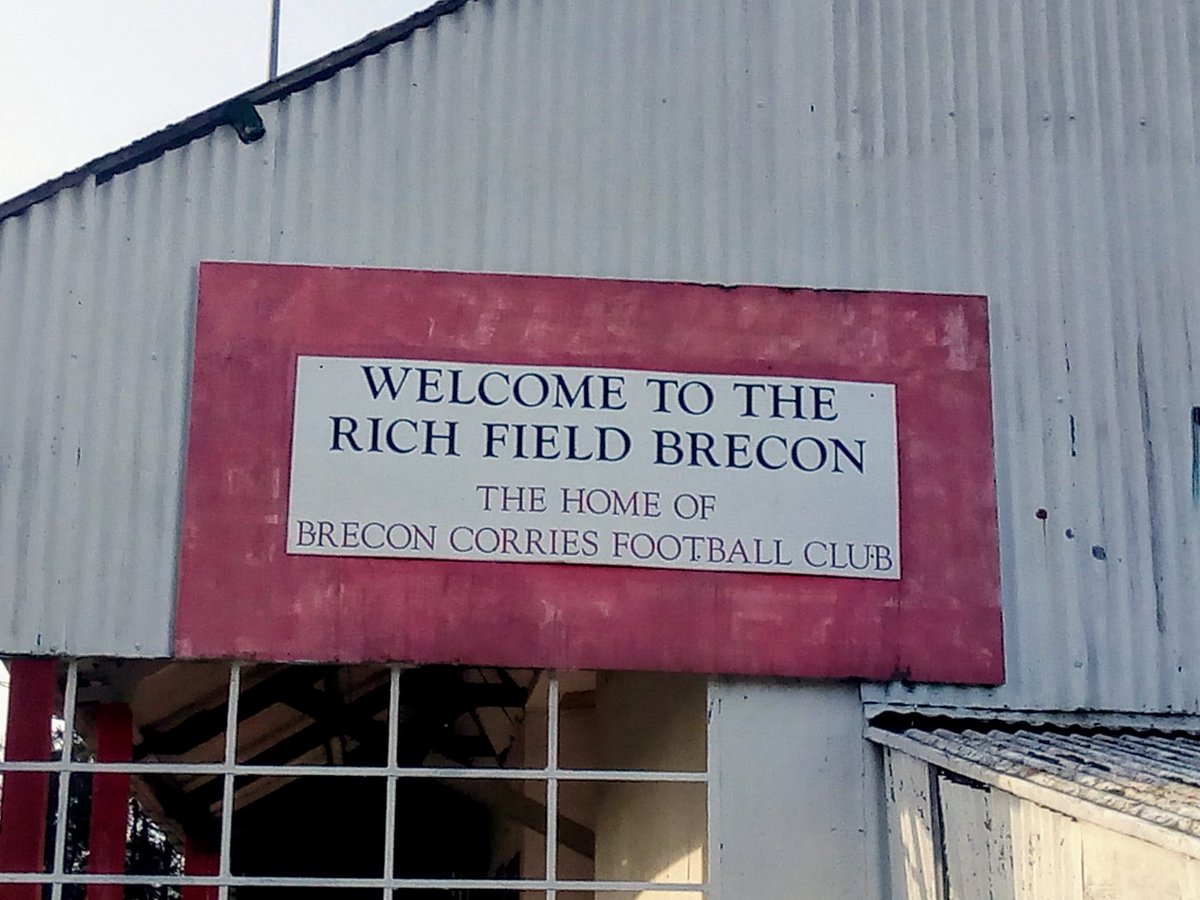 WELCOME TO THE
RICH FIELD BRECON
THE HOME OF
BRECON CORRIES FOOTBALL CLUB